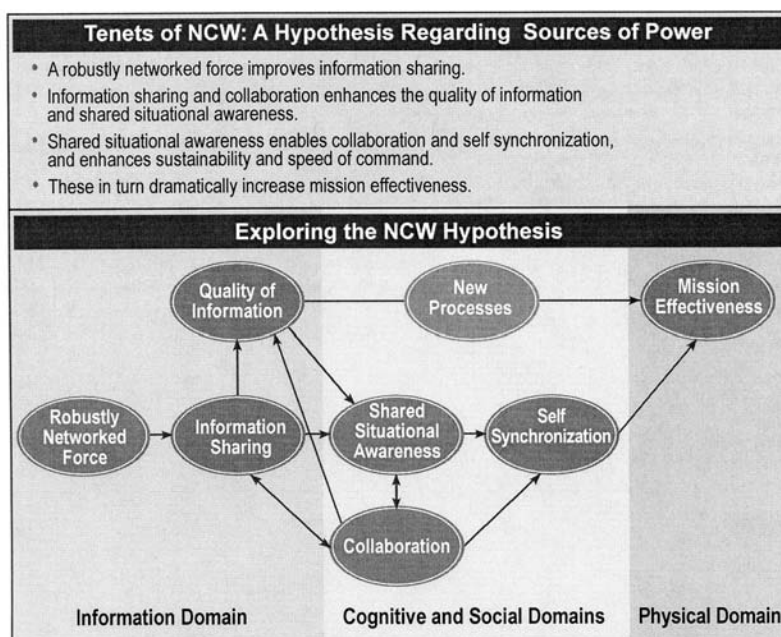 Tenets of NCW: A Hypothesis Regarding Sources of Power
• A robustly networked force improves information sharing.
• Information sharing and collaboration enhances the quality of information
and shared situational awareness.
• Shared situational awareness enables collaboration and self synchronization,
and enhances sustainability and speed of command.
• These in turn dramatically increase mission effectiveness.
Exploring the NCW Hypothesis
Quality of
Information
New
Processes
Mission
Effectiveness
Robustly
Networked
Force
Information
Sharing
Shared
Situational
Awareness
Self
Synchronization
Collaboration
Information Domain
Cognitive and Social Domains
Physical Domain